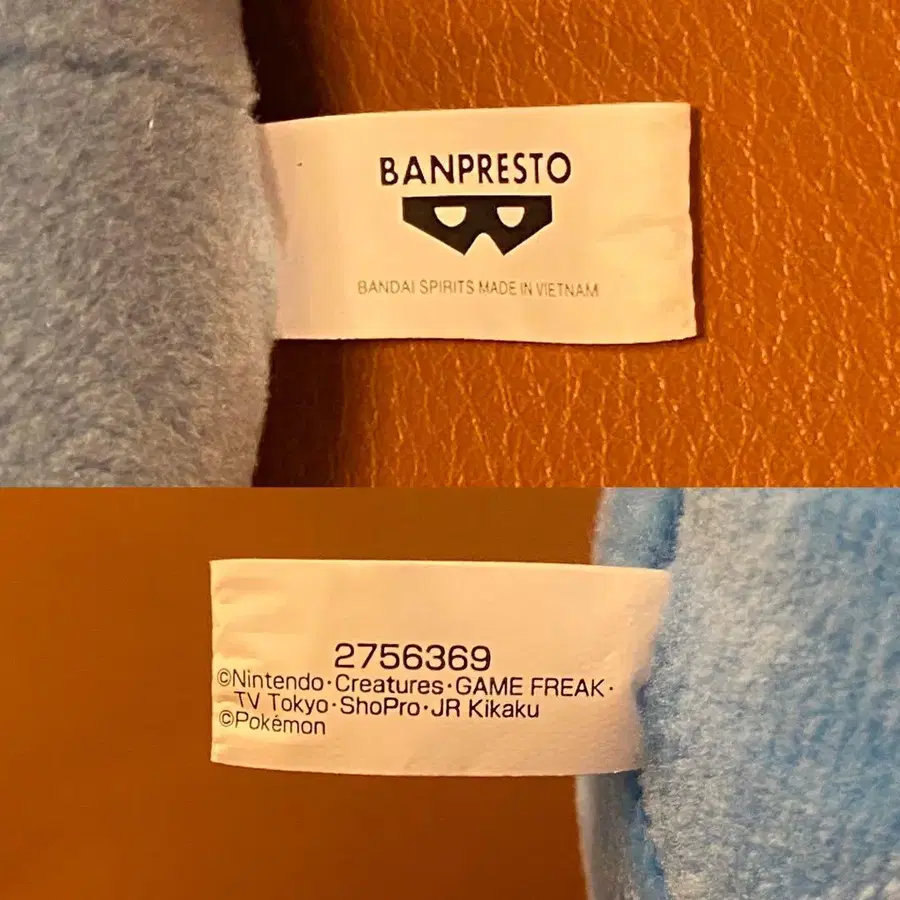 BANPRESTO
BANDAI SPIRITS MADE IN VIETNAM
2756369
©Nintendo·Creatures·GAME FREAK·
TV Tokyo·ShoPro·JR Kikaku
©Pokémon